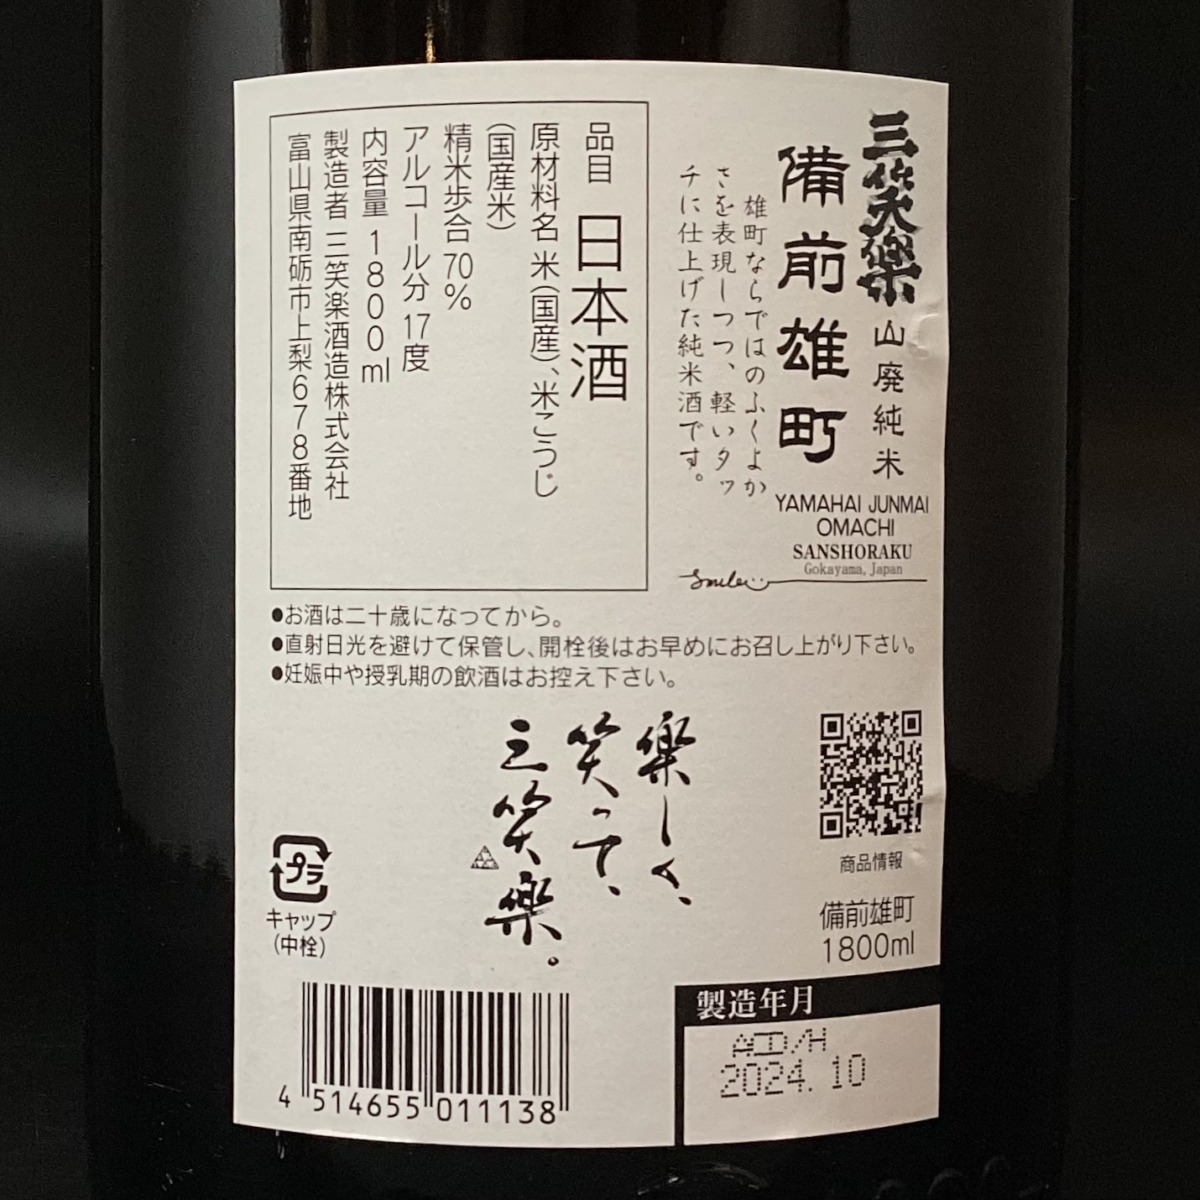 三笑楽 山廃純米
備前雄町
雄町ならではのふくよか
さを表現しつつ、軽いタッ
チに仕上げた純米酒です。
YAMAHAI JUNMAI
OMACHI
SANSHORAKU
Gokayama, Japan
Smile...
品目 日本酒
原材料名 米(国産)、米こうじ
(国産米)
精米歩合 70%
アルコール分 17度
内容量 1800ml
製造者 三笑楽酒造株式会社
富山県南砺市上梨678番地
●お酒は二十歳になってから。
●直射日光を避けて保管し、開栓後はお早めにお召し上がり下さい。
●妊娠中や授乳期の飲酒はお控え下さい。
楽しく、
笑って、
三笑楽。
商品情報
備前雄町
1800ml
プラ
キャップ
(中栓)
4 514655 011138
製造年月
ACD/H
2024.10